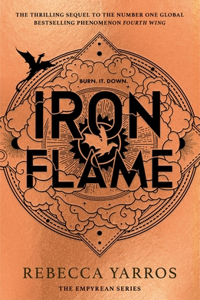 THE THRILLING SEQUEL TO THE NUMBER ONE GLOBAL
BESTSELLING PHENOMENON FOURTH WING
BURN. IT. DOWN.
IRON
FLAME
REBECCA YARROS
THE EMPYREAN SERIES